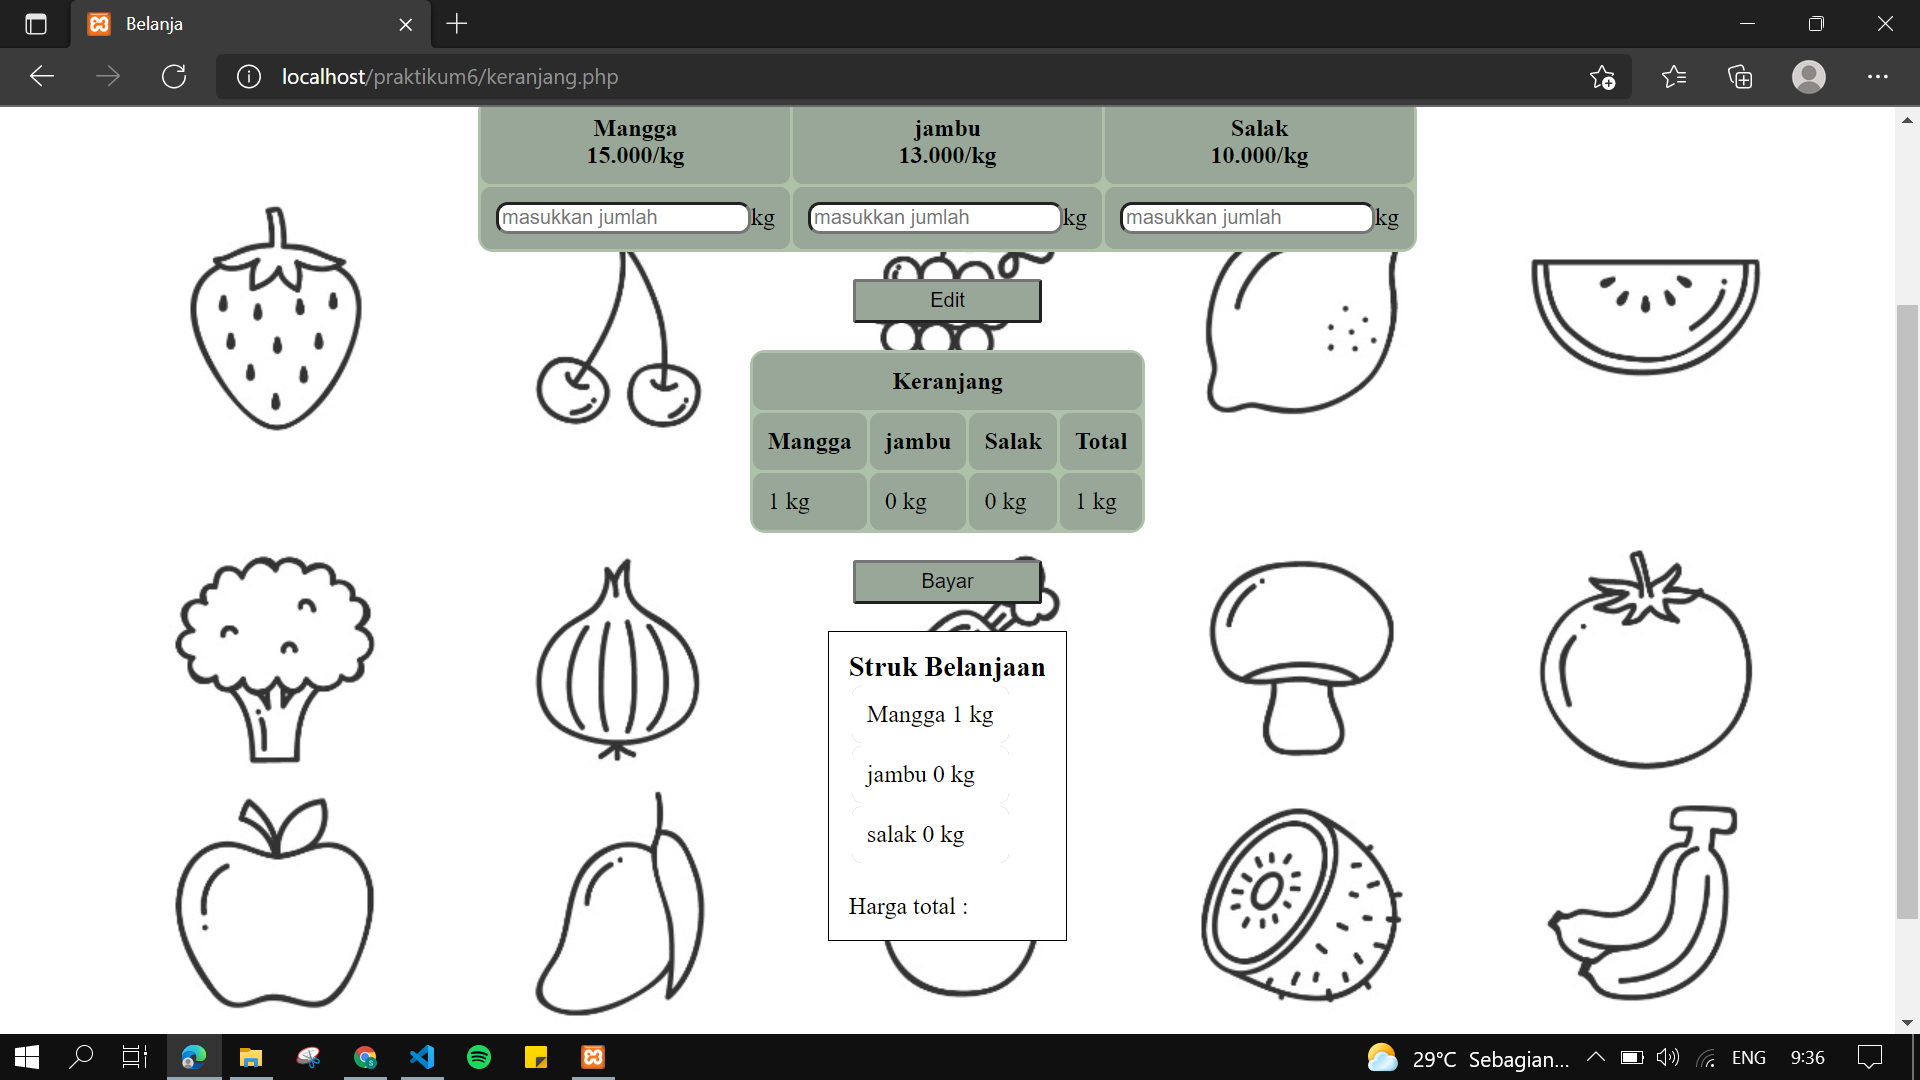 Belanja
localhost/praktikum6/keranjang.php
Mangga jambu Salak
15.000/kg 13.000/kg 10.000/kg
masukkan jumlah kg masukkan jumlah kg masukkan jumlah kg
Edit
Keranjang
Mangga jambu Salak Total
1 kg 0 kg 0 kg 1 kg
Bayar
Struk Belanjaan
Mangga 1 kg
jambu 0 kg
salak 0 kg
Harga total :
29°C Sebagian... ENG 9:36